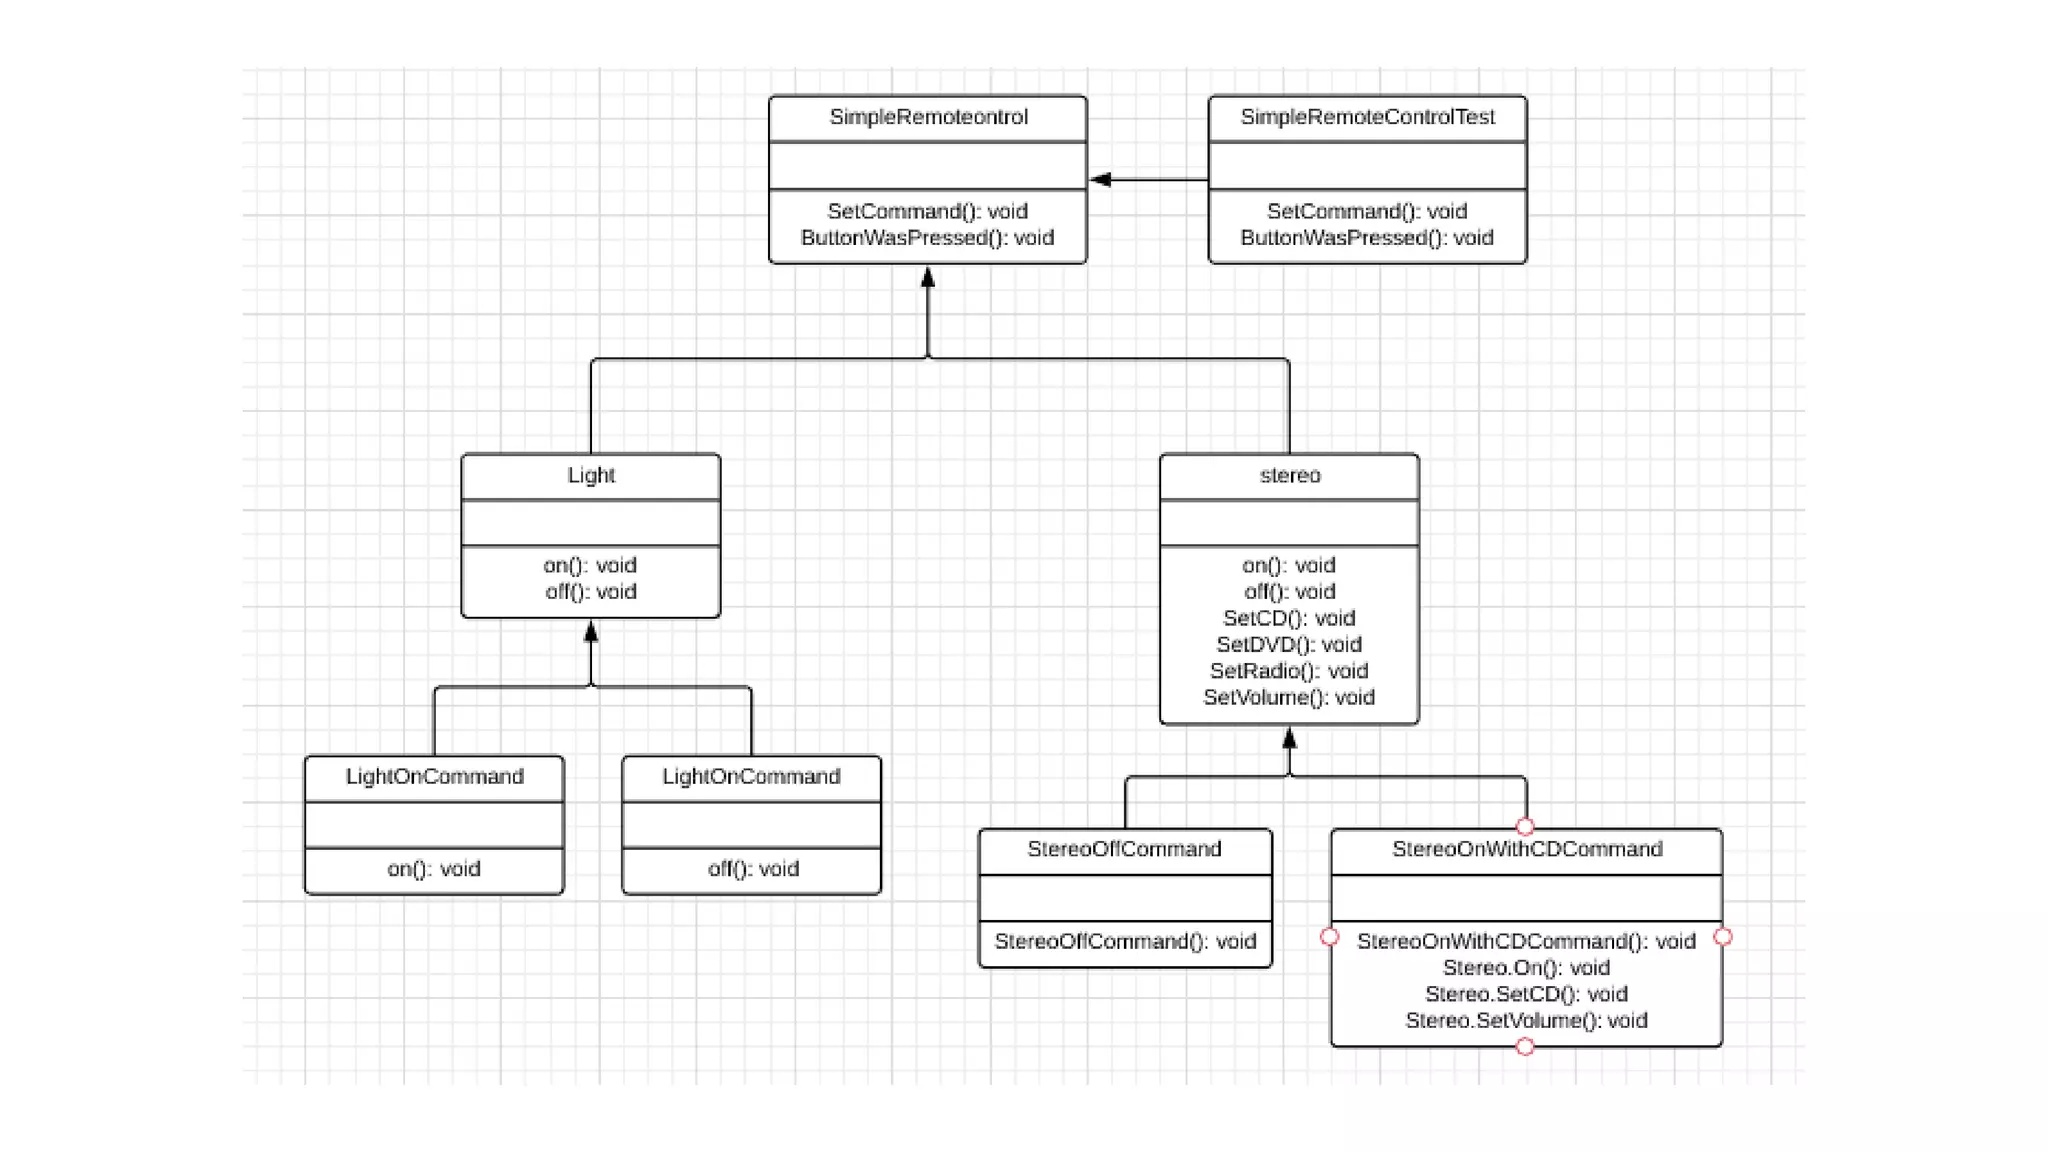 SimpleRemoteontrol
SetCommand(): void
ButtonWasPressed(): void
SimpleRemoteControlTest
SetCommand(): void
ButtonWasPressed(): void
Light
on(): void
off(): void
stereo
on(): void
off(): void
SetCD(): void
SetDVD(): void
SetRadio(): void
SetVolume(): void
LightOnCommand
on(): void
LightOnCommand
off(): void
StereoOffCommand
StereoOffCommand(): void
StereoOnWithCDCommand
StereoOnWithCDCommand(): void
Stereo.On(): void
Stereo.SetCD(): void
Stereo.SetVolume(): void